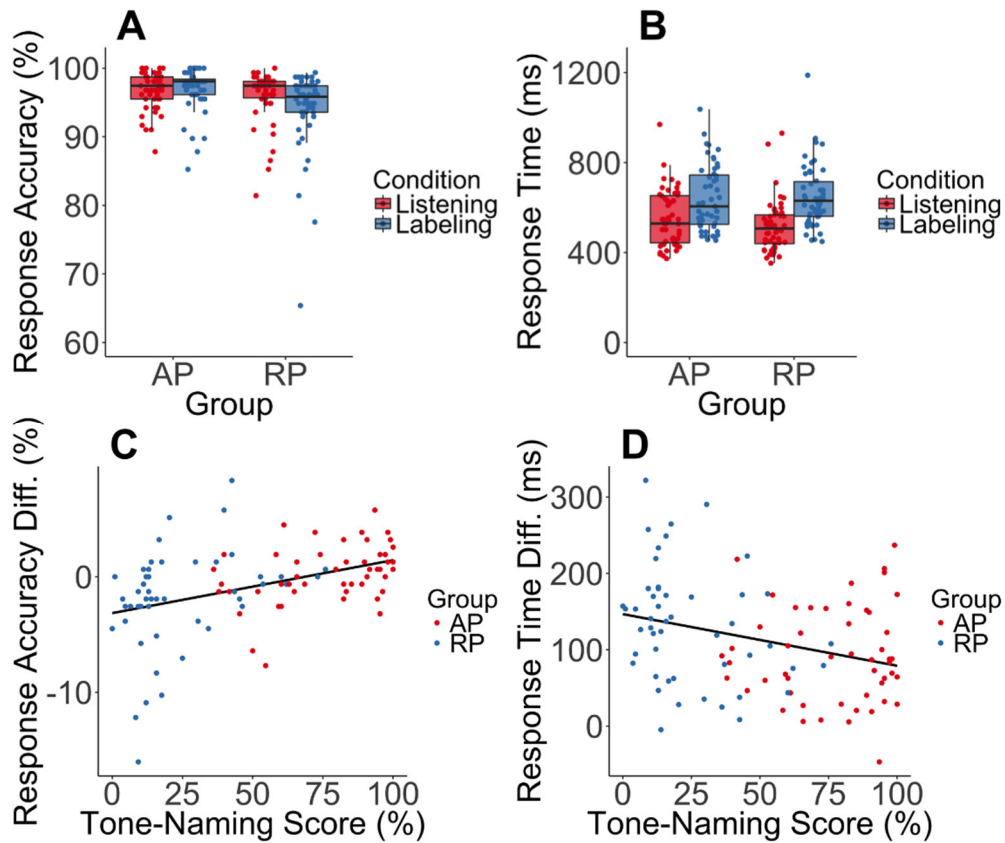 A
Response Accuracy (%)
100
90
80
70
60
AP RP
Group
Condition
Listening
Labeling
B
Response Time (ms)
1200
800
400
0
AP RP
Group
Condition
Listening
Labeling
C
Response Accuracy Diff. (%)
0
-10
0 25 50 75 100
Tone-Naming Score (%)
Group
AP
RP
D
Response Time Diff. (ms)
300
200
100
0
0 25 50 75 100
Tone-Naming Score (%)
Group
AP
RP